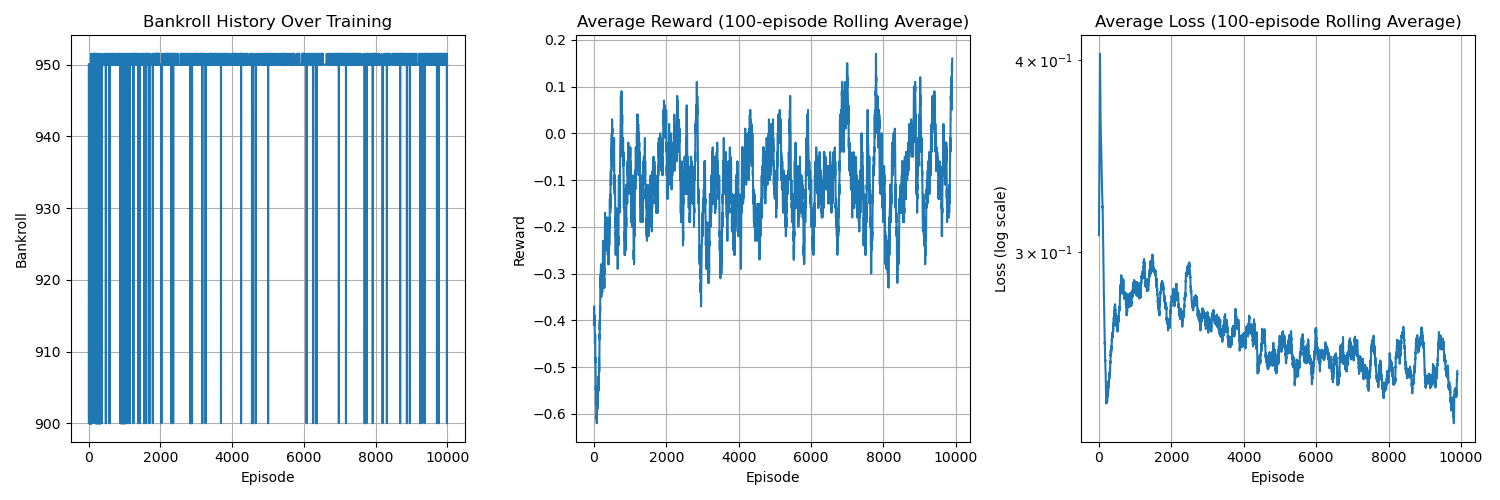 Bankroll History Over Training
Bankroll
950
940
930
920
910
900
0 2000 4000 6000 8000 10000
Episode
Average Reward (100-episode Rolling Average)
Reward
0.2
0.1
0.0
−0.1
−0.2
−0.3
−0.4
−0.5
−0.6
0 2000 4000 6000 8000 10000
Episode
Average Loss (100-episode Rolling Average)
Loss (log scale)
4 × 10⁻¹
3 × 10⁻¹
0 2000 4000 6000 8000 10000
Episode